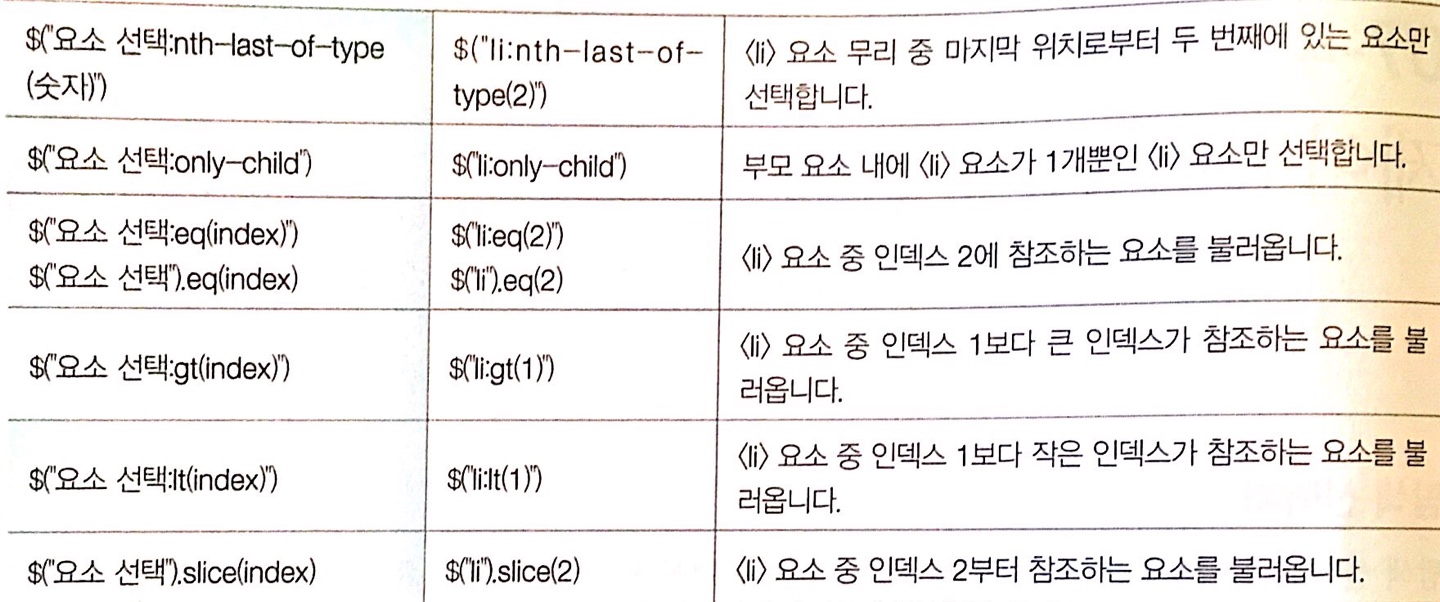 $("요소 선택:nth-last-of-type
(숫자)")
$("li:nth-last-of-
type(2)")
〈li〉 요소 무리 중 마지막 위치로부터 두 번째에 있는 요소만
선택합니다.
$("요소 선택:only-child")
$("li:only-child")
부모 요소 내에 〈li〉 요소가 1개뿐인 〈li〉 요소만 선택합니다.
$("요소 선택:eq(index)")
$("요소 선택").eq(index)
$("li:eq(2)")
$("li").eq(2)
〈li〉 요소 중 인덱스 2에 참조하는 요소를 불러옵니다.
$("요소 선택:gt(index)")
$("li:gt(1)")
〈li〉 요소 중 인덱스 1보다 큰 인덱스가 참조하는 요소를 불
러옵니다.
$("요소 선택:lt(index)")
$("li:lt(1)")
〈li〉 요소 중 인덱스 1보다 작은 인덱스가 참조하는 요소를 불
러옵니다.
$("요소 선택").slice(index)
$("li").slice(2)
〈li〉 요소 중 인덱스 2부터 참조하는 요소를 불러옵니다.